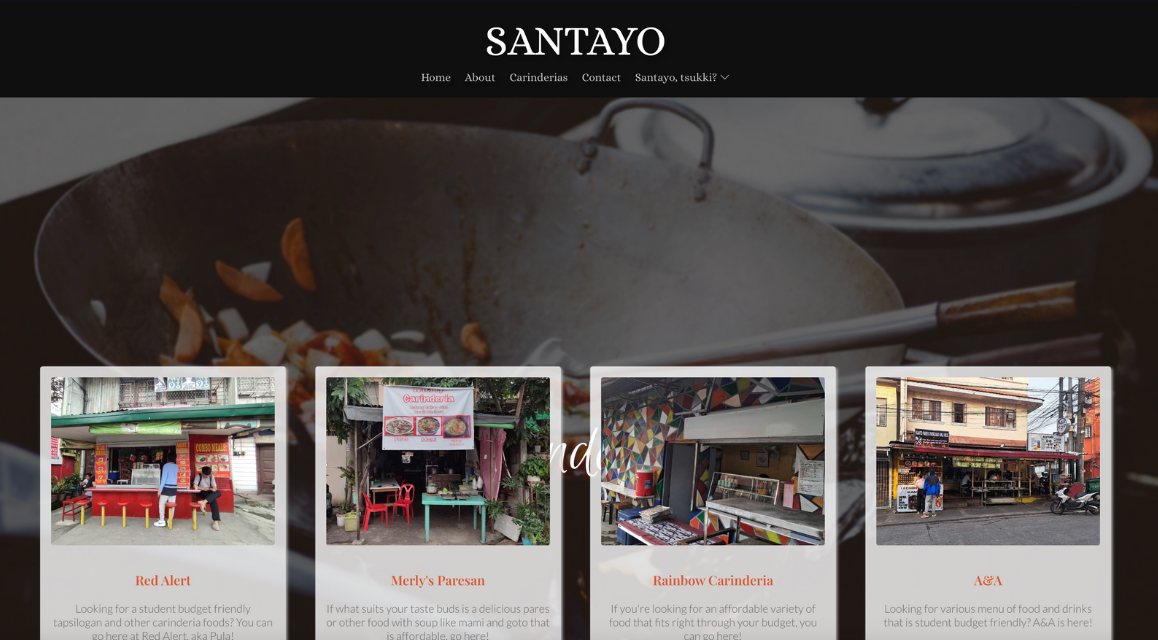 SANTAYO
Home About Carinderias Contact Santayo, tsukki?
Carinderia
COMBO MEALS
Red Alert
Merly's Paresan
Rainbow Carinderia
A&A
Looking for a student budget friendly
tapsilogan and other carinderia foods? You can
go here at Red Alert, aka Pula!
If what suits your taste buds is a delicious pares
or other food with soup like mami and goto that
is affordable, go here!
If you're looking for an affordable variety of
food that fits right through your budget, you
can go here!
Looking for various menu of food and drinks
that is student budget friendly? A&A is here!